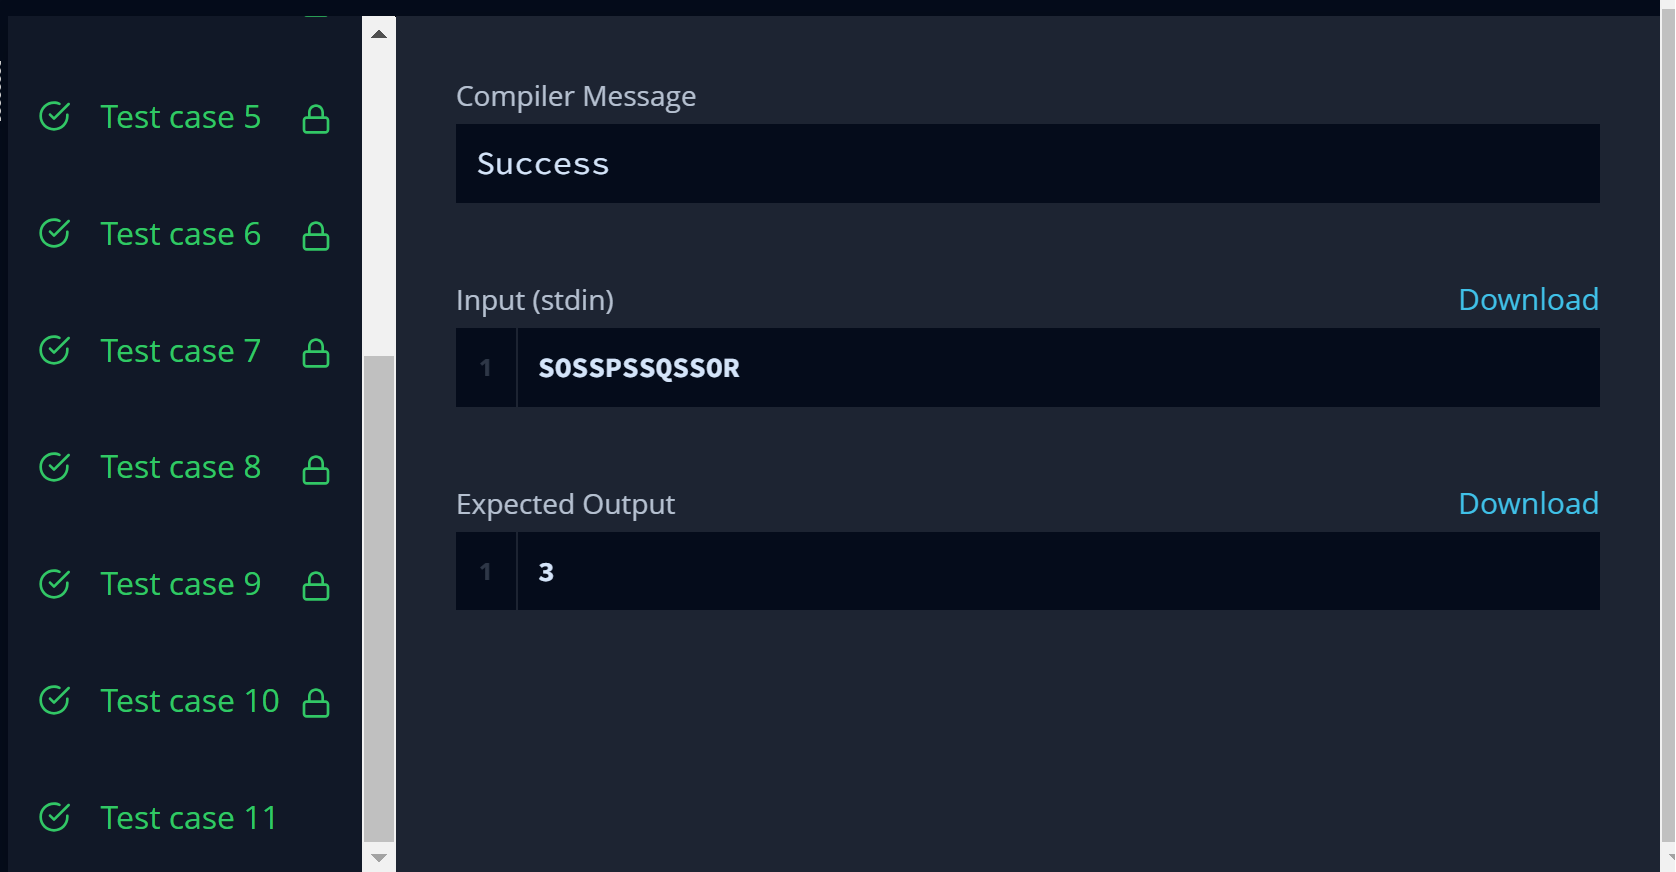 Test case 5
Test case 6
Test case 7
Test case 8
Test case 9
Test case 10
Test case 11
Compiler Message
Success
Input (stdin)
Download
1 SOSSPSSQSSOR
Expected Output
Download
1 3